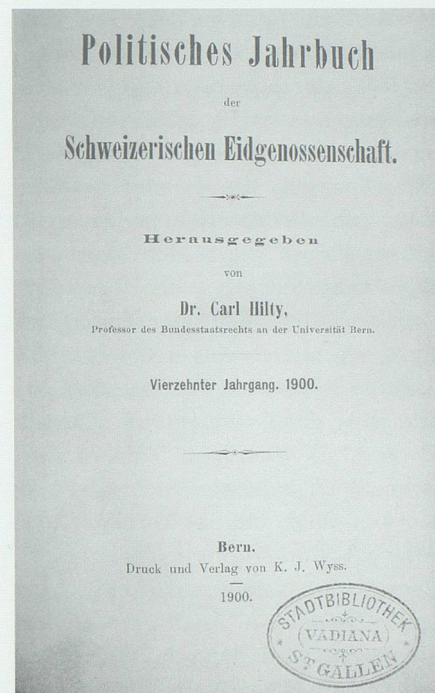 Politisches Jahrbuch
der
Schweizerischen Eidgenossenschaft.
Herausgegeben
von
Dr. Carl Hilty,
Professor des Bundesstaatsrechts an der Universität Bern.
Vierzehnter Jahrgang. 1900.
Bern.
Druck und Verlag von K. J. Wyss.
1900.
STADTBIBLIOTHEK
(VADIANA)
ST GALLEN